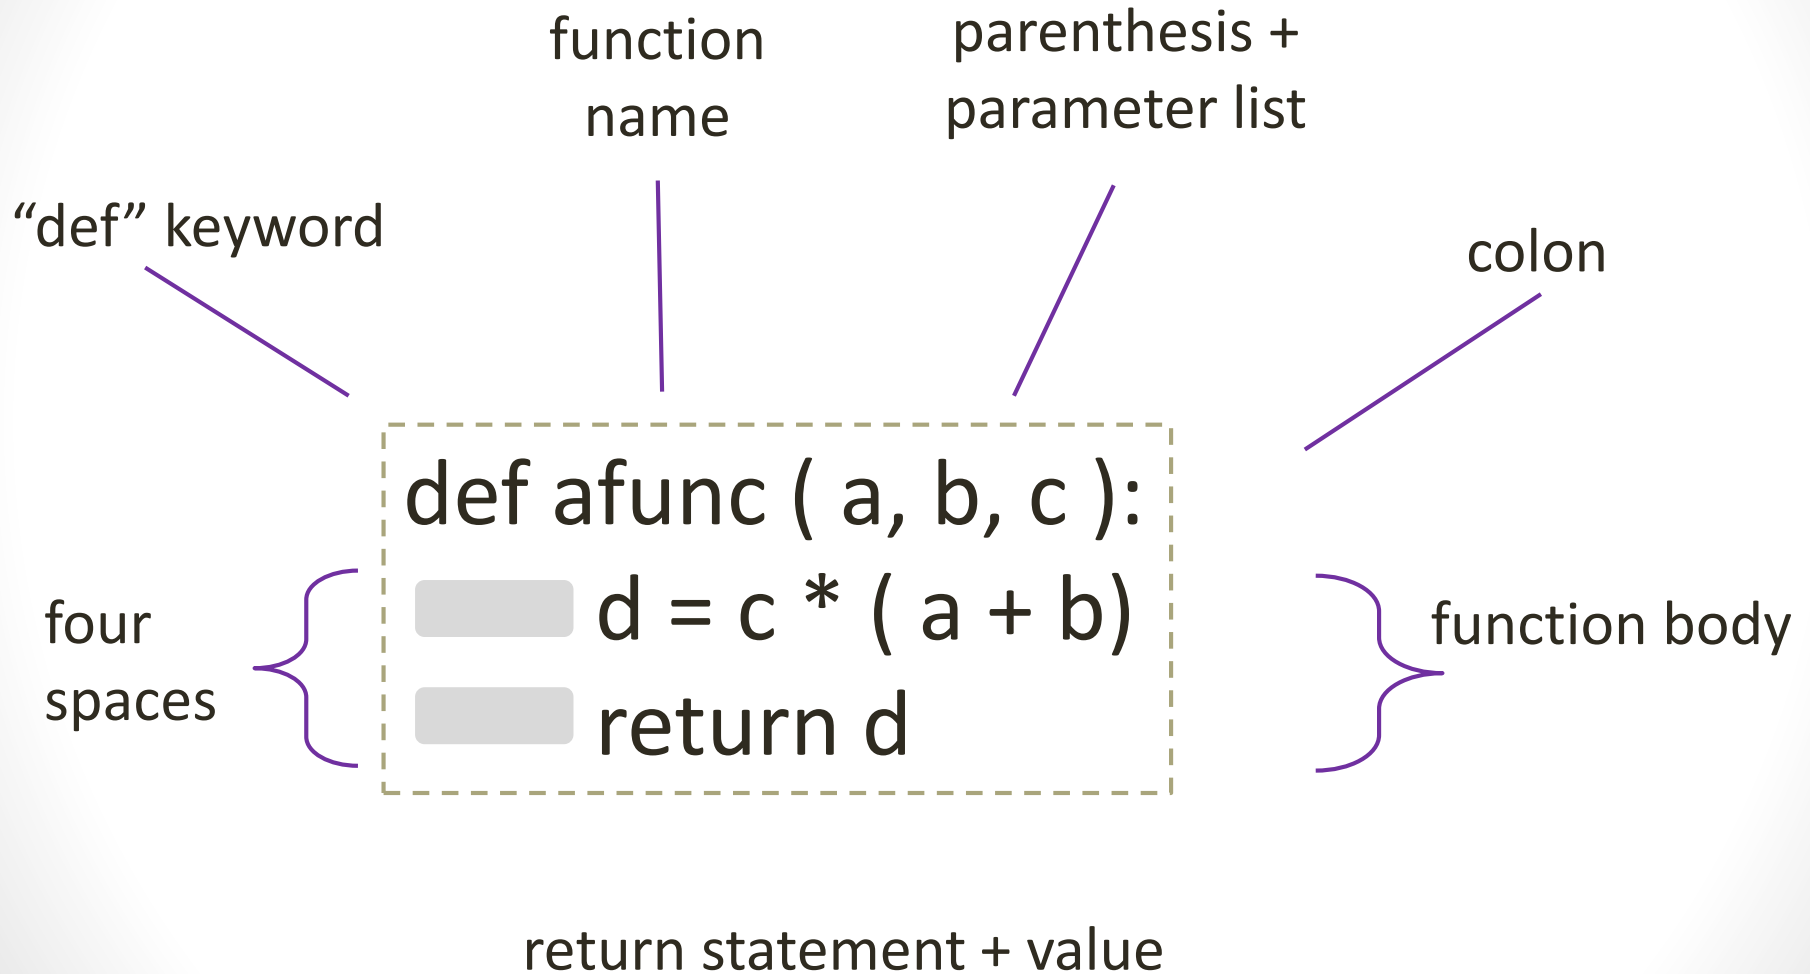 function
name
parenthesis +
parameter list
“def” keyword
colon
def afunc ( a, b, c ):
d = c * ( a + b)
return d
four
spaces
function body
return statement + value